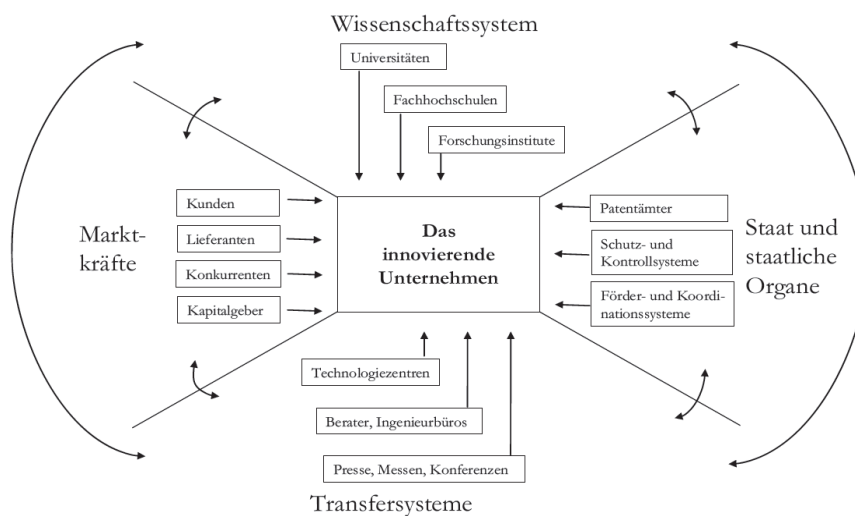 Wissenschaftssystem
Universitäten
Fachhochschulen
Forschungsinstitute
Markt-
kräfte
Kunden
Lieferanten
Konkurrenten
Kapitalgeber
Das
innovierende
Unternehmen
Patentämter
Schutz- und
Kontrollsysteme
Förder- und Koordi-
nationssysteme
Staat und
staatliche
Organe
Technologiezentren
Berater, Ingenieurbüros
Presse, Messen, Konferenzen
Transfersysteme